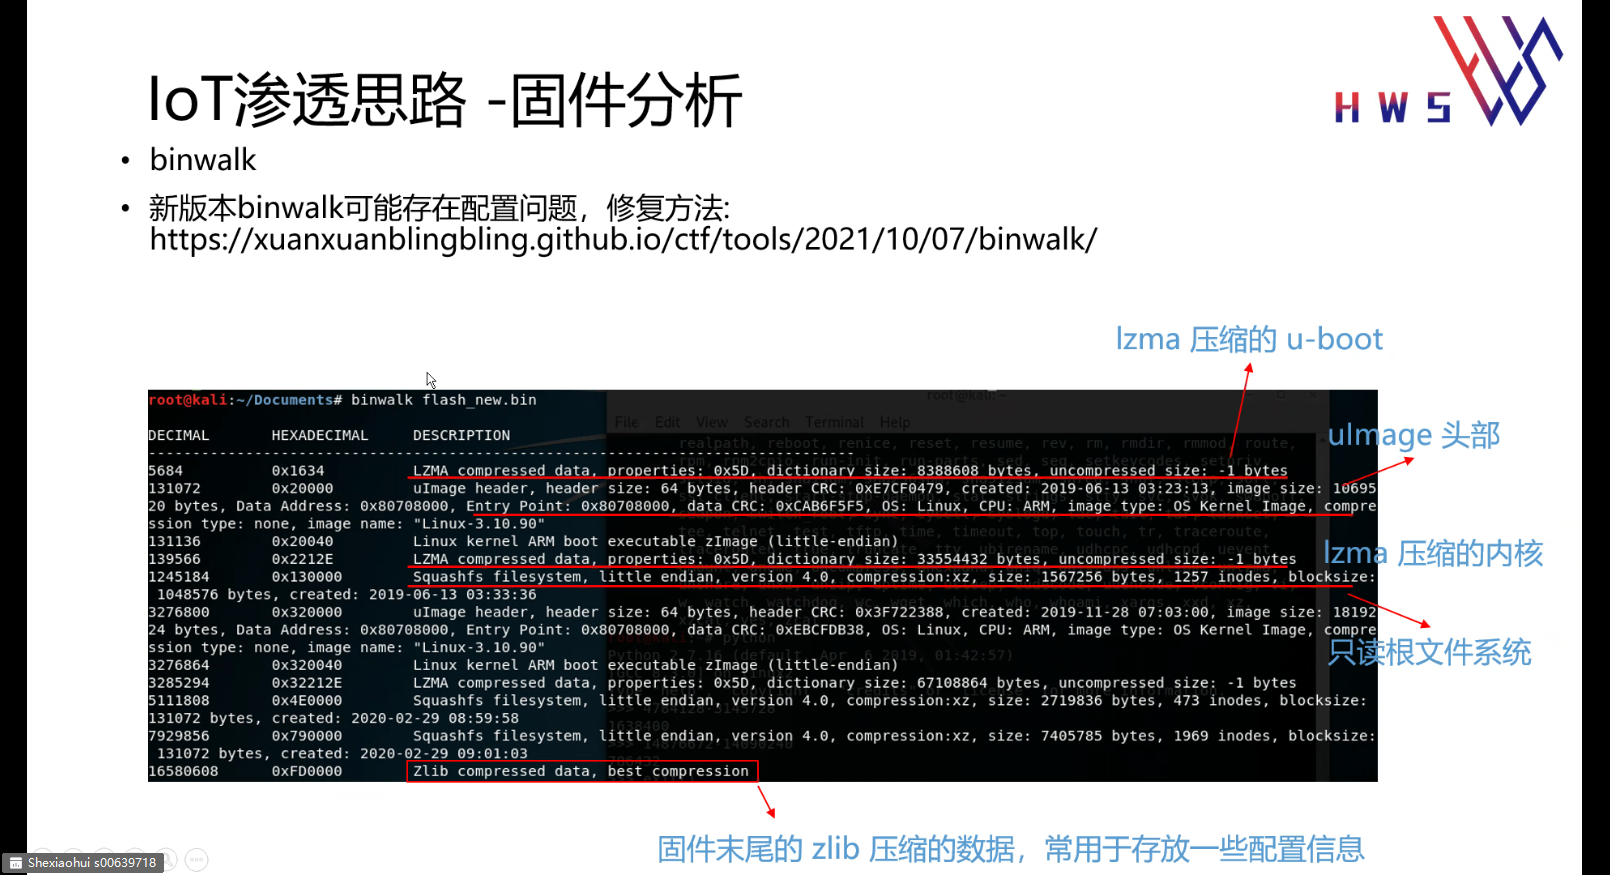 HWS
IoT渗透思路 -固件分析
• binwalk
• 新版本binwalk可能存在配置问题，修复方法:
https://xuanxuanblingbling.github.io/ctf/tools/2021/10/07/binwalk/
lzma 压缩的 u-boot
uImage 头部
lzma 压缩的内核
只读根文件系统
root@kali:~/Documents# binwalk flash_new.bin
DECIMAL HEXADECIMAL DESCRIPTION
--------------------------------------------------------------------------------
5684 0x1634 LZMA compressed data, properties: 0x5D, dictionary size: 8388608 bytes, uncompressed size: -1 bytes
131072 0x20000 uImage header, header size: 64 bytes, header CRC: 0xE7CF0479, created: 2019-06-13 03:23:13, image size: 10695
20 bytes, Data Address: 0x80708000, Entry Point: 0x80708000, data CRC: 0xCAB6F5F5, OS: Linux, CPU: ARM, image type: OS Kernel Image, compre
ssion type: none, image name: "Linux-3.10.90"
131136 0x20040 Linux kernel ARM boot executable zImage (little-endian)
139566 0x2212E LZMA compressed data, properties: 0x5D, dictionary size: 33554432 bytes, uncompressed size: -1 bytes
1245184 0x130000 Squashfs filesystem, little endian, version 4.0, compression:xz, size: 1567256 bytes, 1257 inodes, blocksize:
1048576 bytes, created: 2019-06-13 03:33:36
3276800 0x320000 uImage header, header size: 64 bytes, header CRC: 0x3F722388, created: 2019-11-28 07:03:00, image size: 18192
24 bytes, Data Address: 0x80708000, Entry Point: 0x80708000, data CRC: 0xEBCFDB38, OS: Linux, CPU: ARM, image type: OS Kernel Image, compre
ssion type: none, image name: "Linux-3.10.90"
3276864 0x320040 Linux kernel ARM boot executable zImage (little-endian)
3285294 0x32212E LZMA compressed data, properties: 0x5D, dictionary size: 67108864 bytes, uncompressed size: -1 bytes
5111808 0x4E0000 Squashfs filesystem, little endian, version 4.0, compression:xz, size: 2719836 bytes, 473 inodes, blocksize:
131072 bytes, created: 2020-02-29 08:59:58
7929856 0x790000 Squashfs filesystem, little endian, version 4.0, compression:xz, size: 7405785 bytes, 1969 inodes, blocksize:
131072 bytes, created: 2020-02-29 09:01:03
16580608 0xFD0000 Zlib compressed data, best compression
File Edit View Search Terminal Help
固件末尾的 zlib 压缩的数据，常用于存放一些配置信息
Shexiaohui s00639718